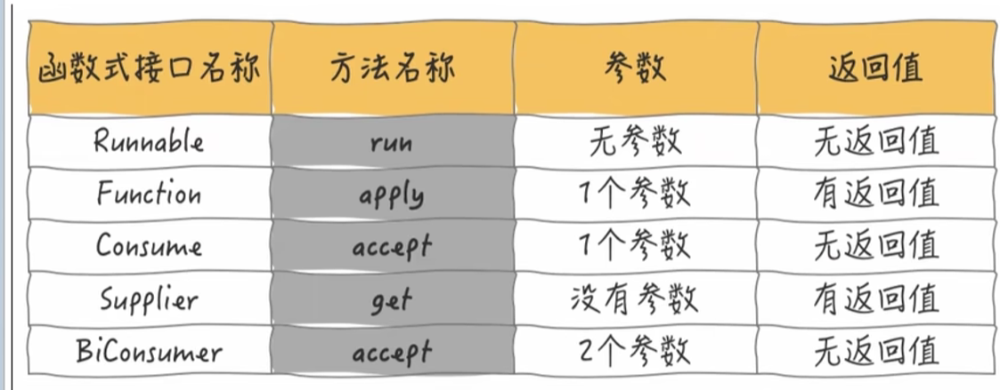 函数式接口名称 方法名称 参数 返回值
Runnable run 无参数 无返回值
Function apply 1个参数 有返回值
Consume accept 1个参数 无返回值
Supplier get 没有参数 有返回值
BiConsumer accept 2个参数 无返回值